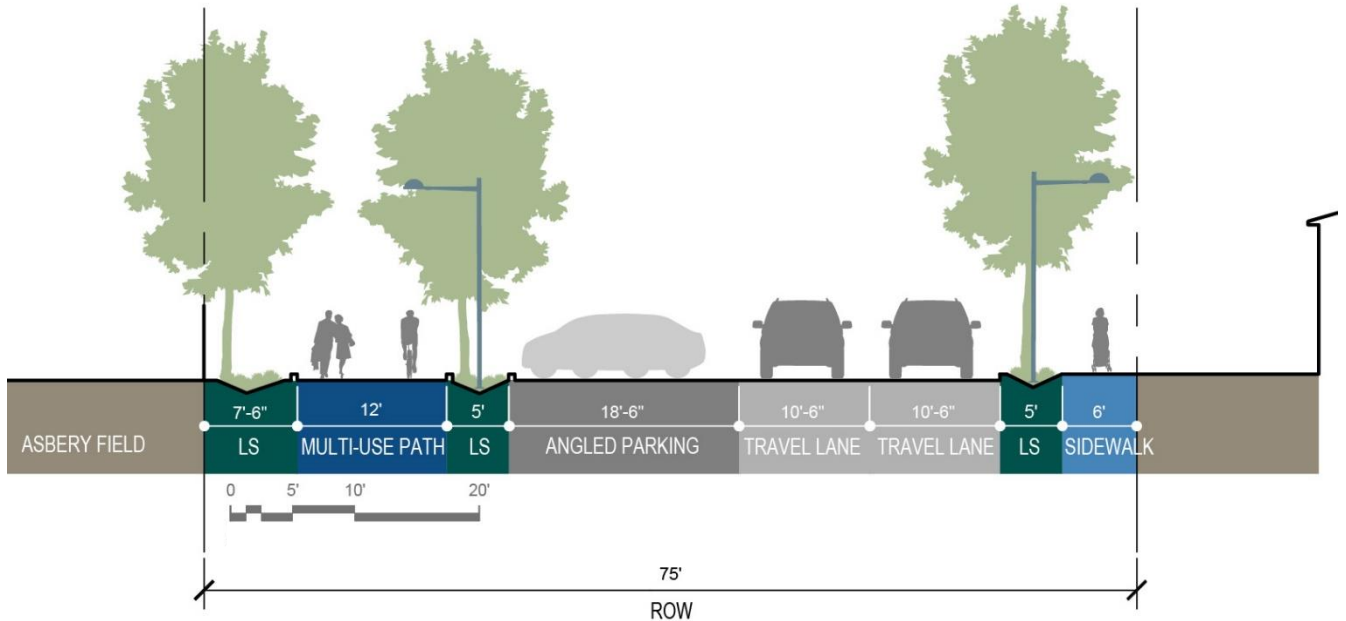 7'-6" 12' 5' 18'-6" 10'-6" 10'-6" 5' 6'
ASBERY FIELD LS MULTI-USE PATH LS ANGLED PARKING TRAVEL LANE TRAVEL LANE LS SIDEWALK
0 5' 10' 20'
75'
ROW